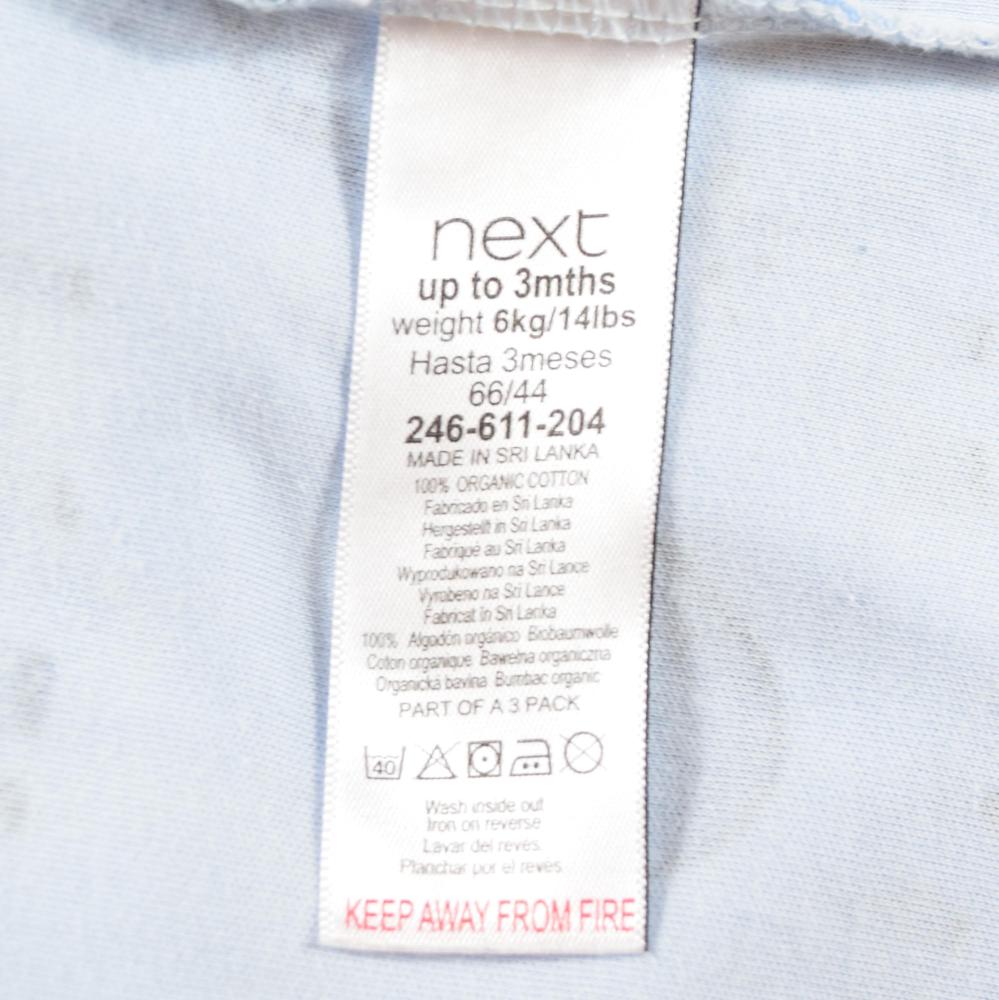 next
up to 3mths
weight 6kg/14lbs
Hasta 3meses
66/44
246-611-204
MADE IN SRI LANKA
100% ORGANIC COTTON
Fabricado en Sri Lanka
Hergestellt in Sri Lanka
Fabriqué au Sri Lanka
Wyprodukowano na Sri Lance
Vyrobeno na Sri Lance
Fabricat în Sri Lanka
100% Algodón orgánico Biobaumwolle
Coton organique Bawełna organiczna
Organická bavlna Bumbac organic
PART OF A 3 PACK
40
Wash inside out
Iron on reverse
Lavar del revés.
Planchar por el revés.
KEEP AWAY FROM FIRE